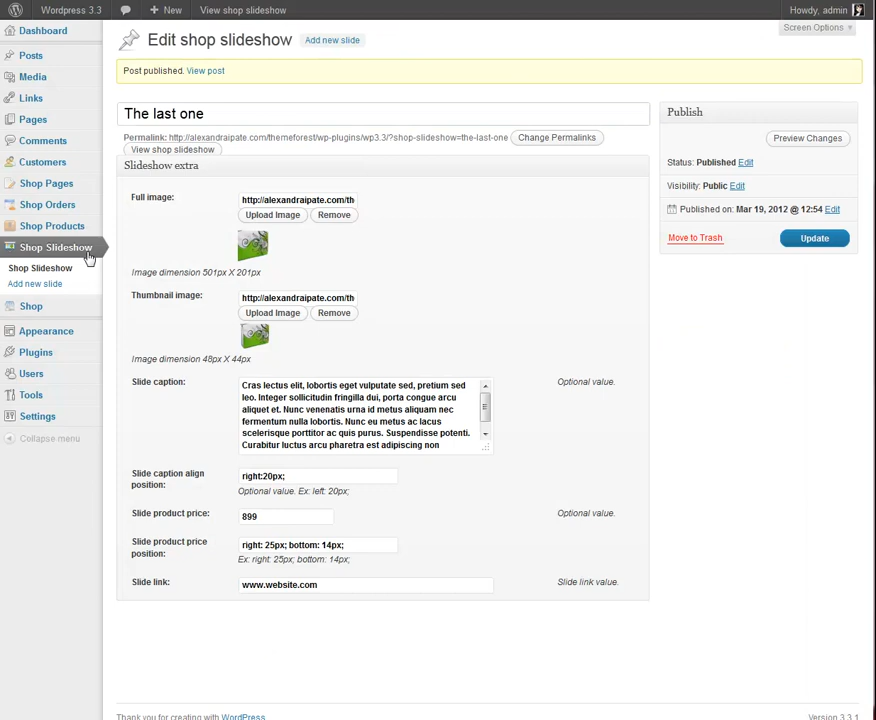 Wordpress 3.3
New
View shop slideshow
Howdy, admin
Screen Options
Dashboard
Posts
Media
Links
Pages
Comments
Customers
Shop Pages
Shop Orders
Shop Products
Shop Slideshow
Shop Slideshow
Add new slide
Shop
Appearance
Plugins
Users
Tools
Settings
Collapse menu
Edit shop slideshow Add new slide
Post published. View post
The last one
Permalink: http://alexandraipate.com/themeforest/wp-plugins/wp3.3/?shop-slideshow=the-last-one Change Permalinks
View shop slideshow
Slideshow extra
Full image:
http://alexandraipate.com/th
Upload Image Remove
Image dimension 501px X 201px
Thumbnail image:
http://alexandraipate.com/th
Upload Image Remove
Image dimension 48px X 44px
Slide caption:
Cras lectus elit, lobortis eget vulputate sed, pretium sed
leo. Integer sollicitudin fringilla dui, porta congue arcu
aliquet et. Nunc venenatis urna id metus aliquam nec
fermentum nulla lobortis. Nunc eu metus ac lacus
scelerisque porttitor ac quis purus. Suspendisse potenti.
Curabitur luctus arcu pharetra est adipiscing non
Optional value.
Slide caption align
position:
right:20px;
Optional value. Ex: left: 20px;
Slide product price:
899
Optional value.
Slide product price
position:
right: 25px; bottom: 14px;
Ex: right: 25px; bottom: 14px;
Slide link:
www.website.com
Slide link value.
Publish
Preview Changes
Status: Published Edit
Visibility: Public Edit
Published on: Mar 19, 2012 @ 12:54 Edit
Move to Trash
Update
Thank you for creating with WordPress
Version 3.3.1